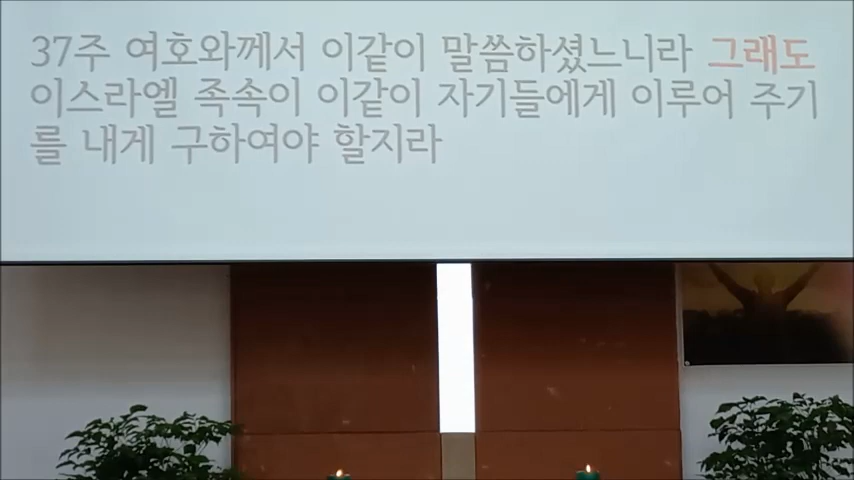 37주 여호와께서 이같이 말씀하셨느니라 그래도
이스라엘 족속이 이같이 자기들에게 이루어 주기
를 내게 구하여야 할지라